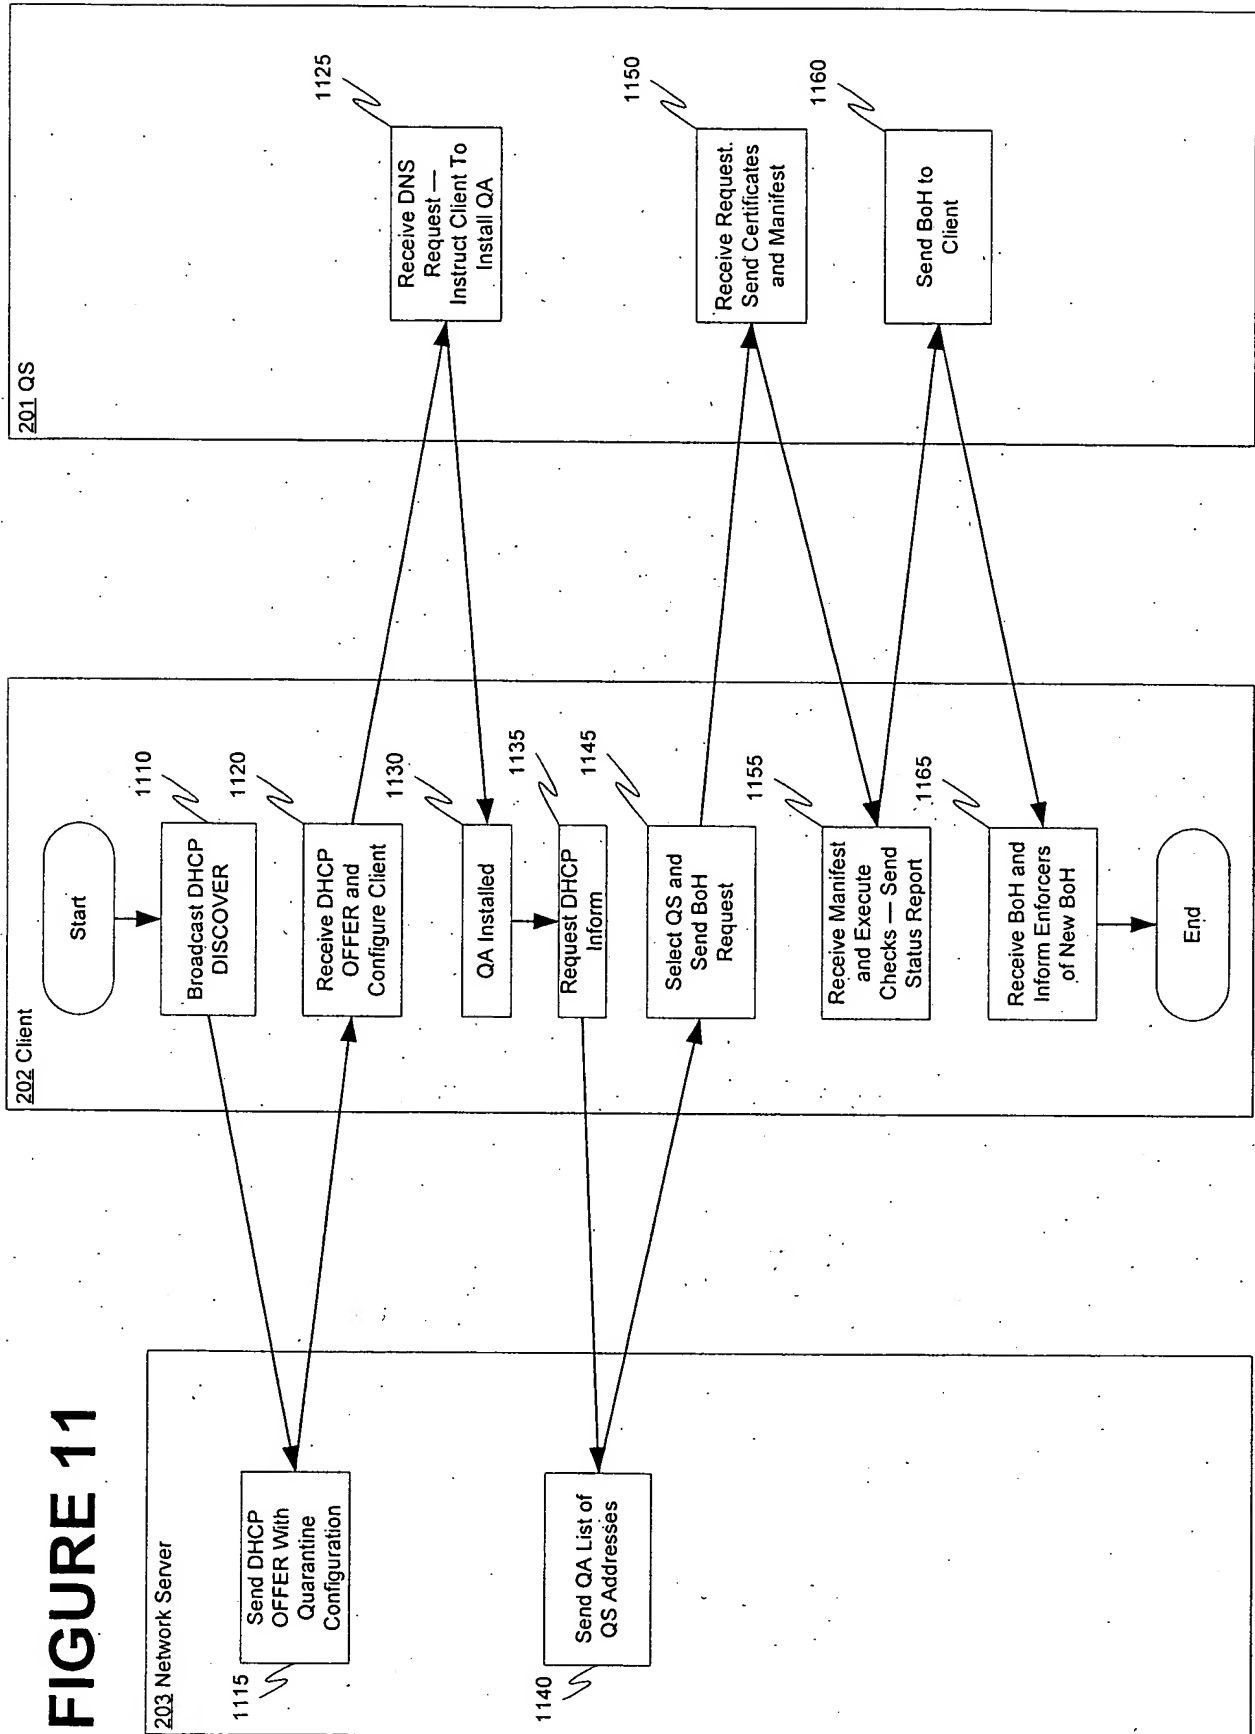 FIGURE 11
203 Network Server
Send DHCP
OFFER With
Quarantine
Configuration
1115
Send QA List of
QS Addresses
1140
202 Client
Start
Broadcast DHCP
DISCOVER
1110
Receive DHCP
OFFER and
Configure Client
1120
QA Installed
1130
Request DHCP
Inform
1135
Select QS and
Send BoH
Request
1145
Receive Manifest
and Execute
Checks — Send
Status Report
1155
Receive BoH and
Inform Enforcers
of New BoH
1165
End
201 QS
Receive DNS
Request —
Instruct Client To
Install QA
1125
Receive Request.
Send Certificates
and Manifest
1150
Send BoH to
Client
1160